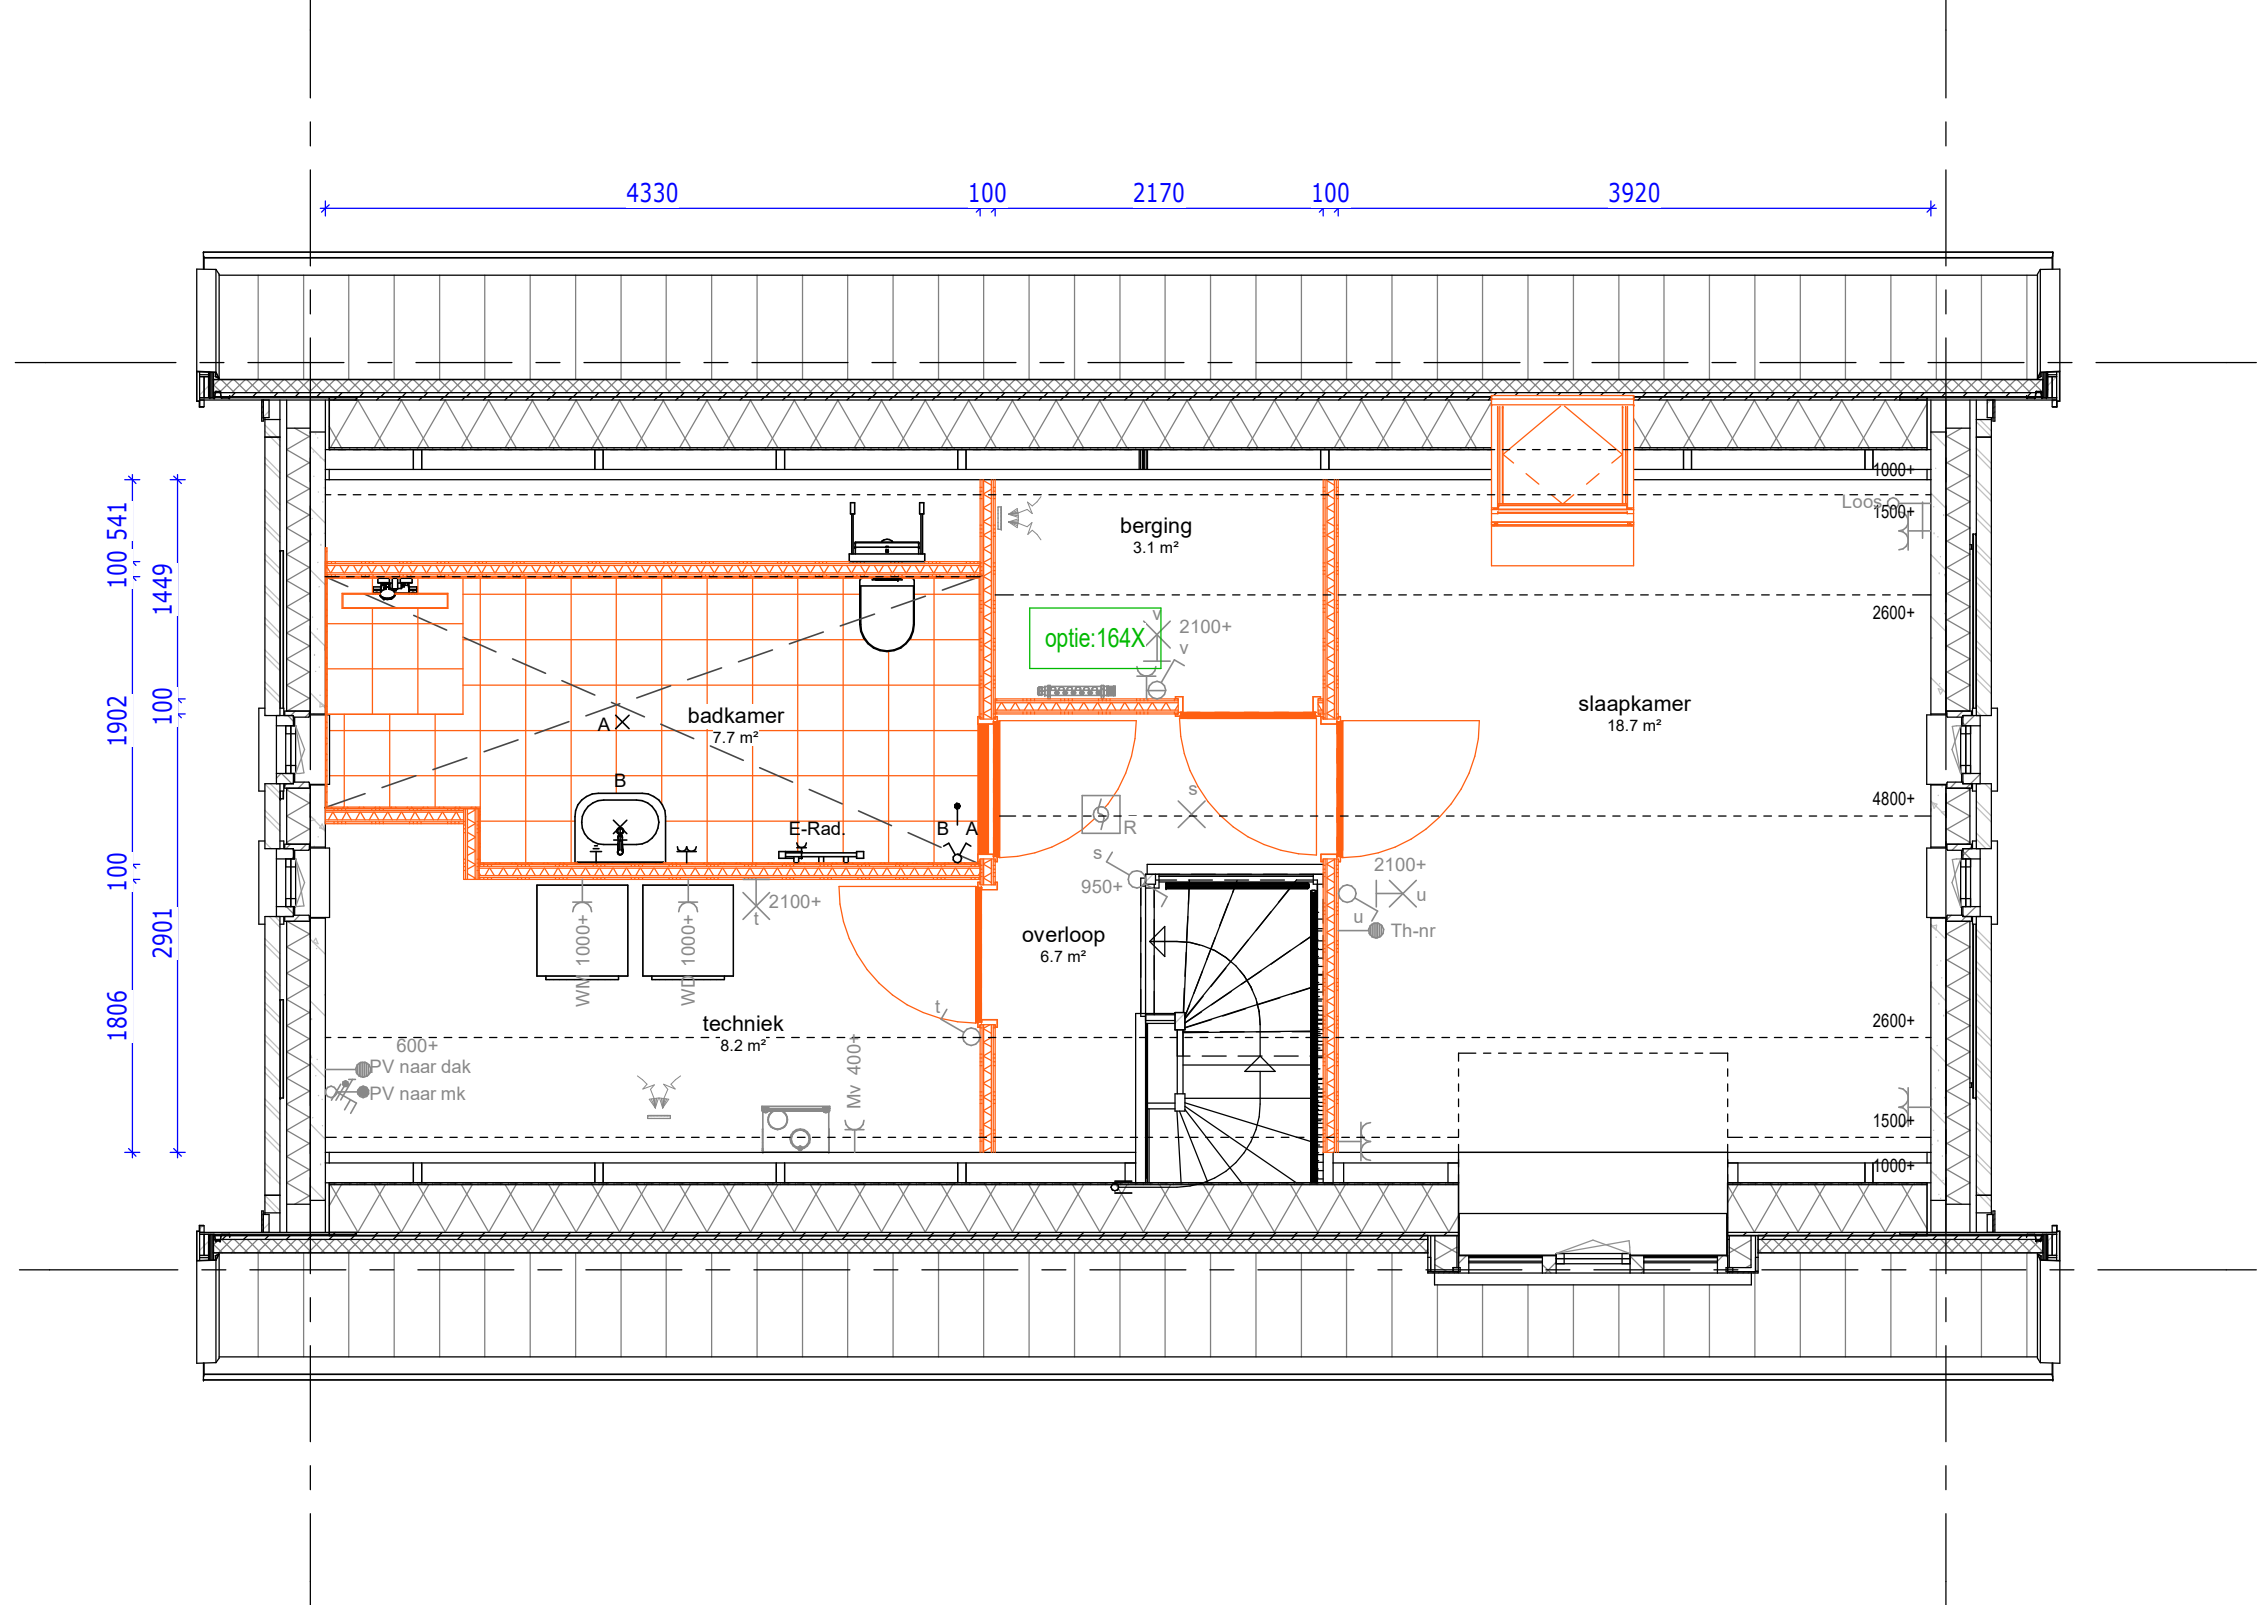 4330
100
2170
100
3920
541
100
1449
1902
100
100
2901
1806
1000+
Loos
1500+
berging
3.1 m²
2600+
optie:164X
v
2100+
v
slaapkamer
18.7 m²
badkamer
7.7 m²
A
B
4800+
s
R
E-Rad.
B A
s
950+
2100+
u
u
Th-nr
2100+
t
WM 1000+
WD 1000+
overloop
6.7 m²
t
techniek
8.2 m²
2600+
600+
PV naar dak
PV naar mk
Mv 400+
1500+
1000+